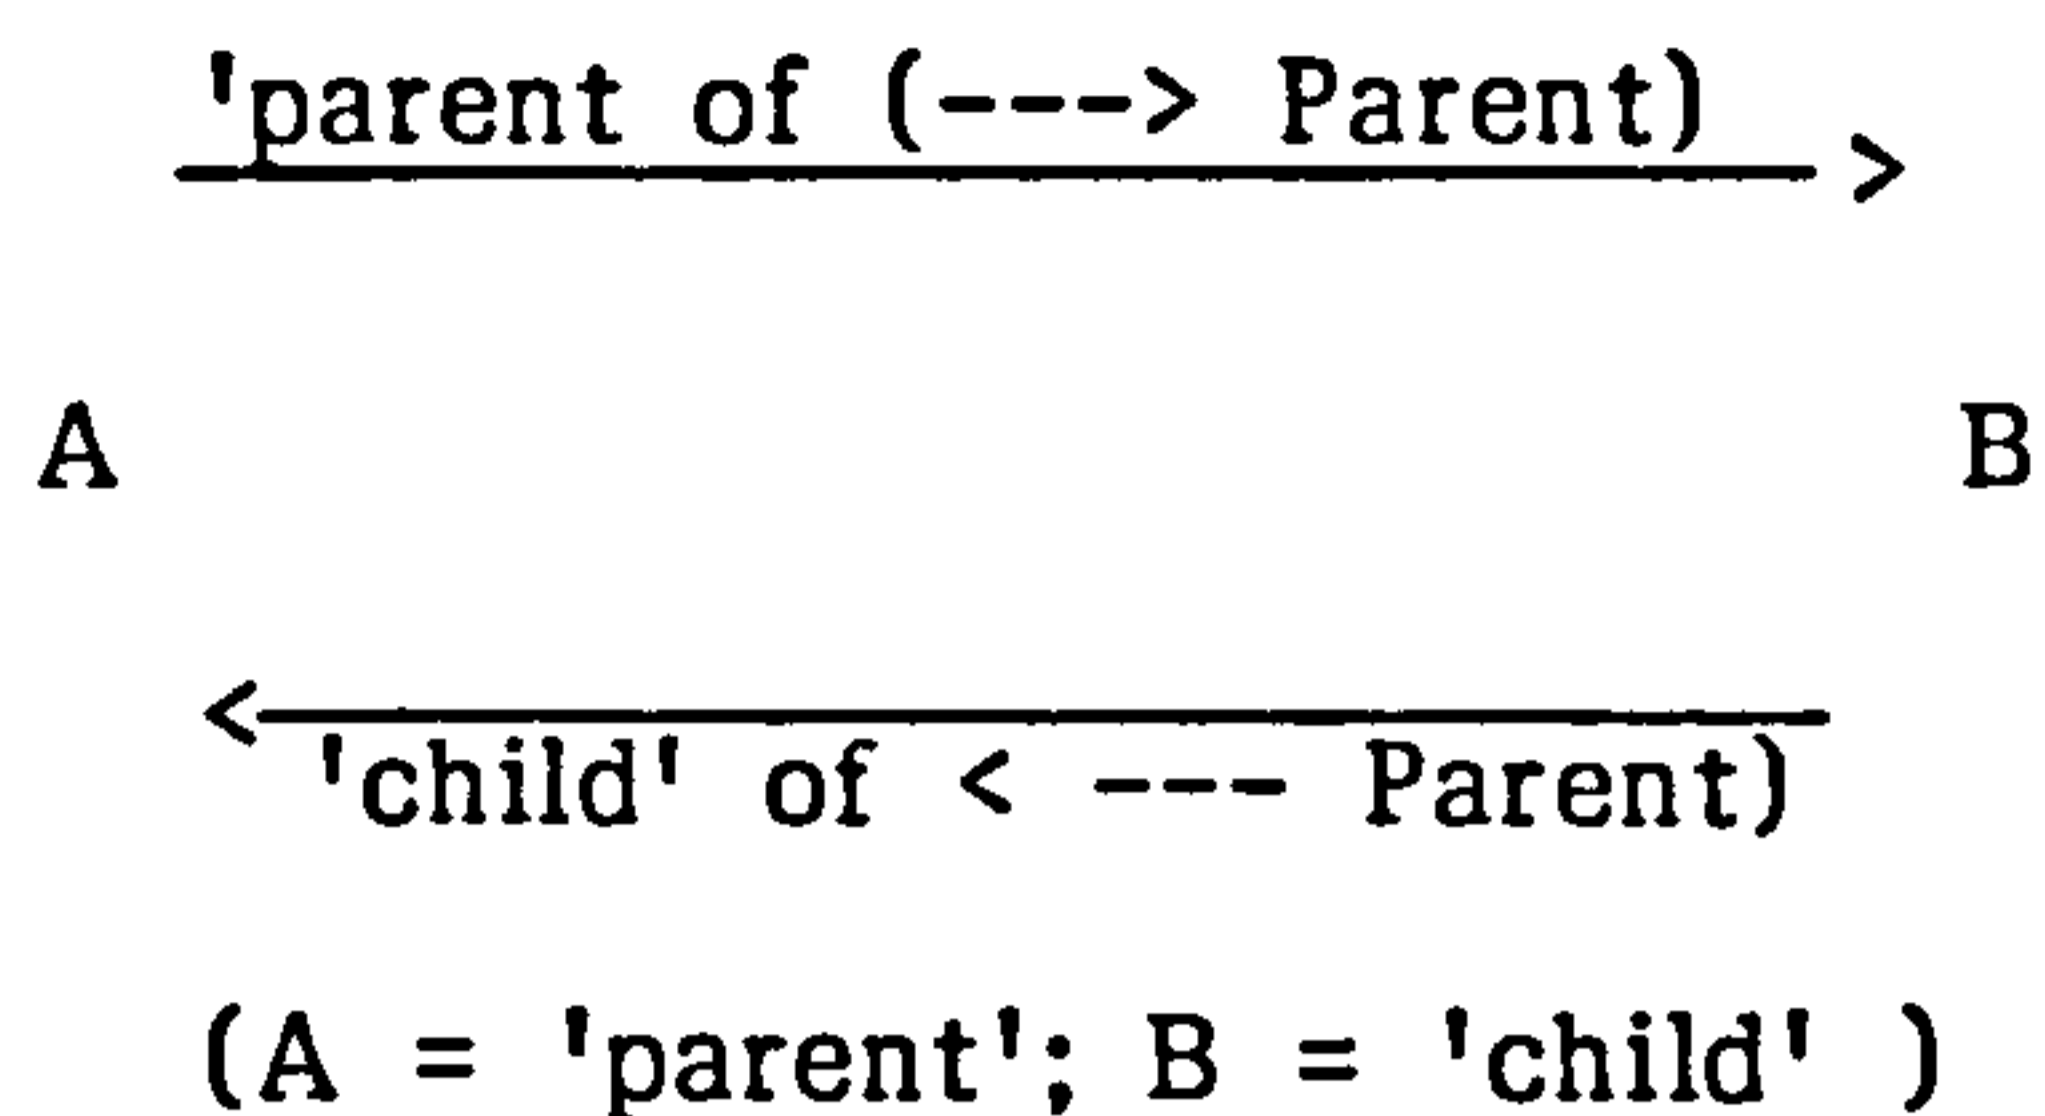 'parent of (---> Parent)
>
A B
<
'child' of < --- Parent)
(A = 'parent'; B = 'child' )